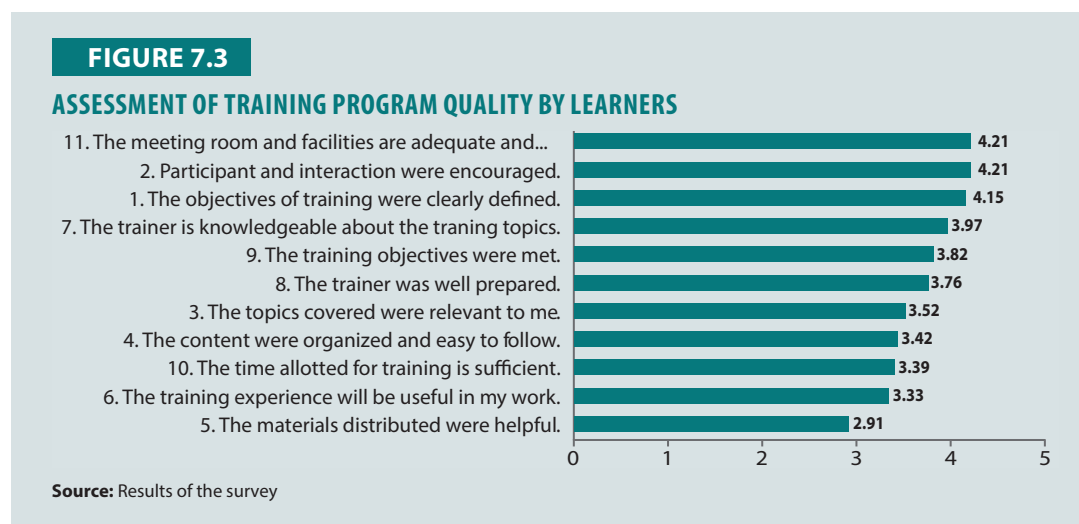 FIGURE 7.3
ASSESSMENT OF TRAINING PROGRAM QUALITY BY LEARNERS
11. The meeting room and facilities are adequate and... 4.21
2. Participant and interaction were encouraged. 4.21
1. The objectives of training were clearly defined. 4.15
7. The trainer is knowledgeable about the traning topics. 3.97
9. The training objectives were met. 3.82
8. The trainer was well prepared. 3.76
3. The topics covered were relevant to me. 3.52
4. The content were organized and easy to follow. 3.42
10. The time allotted for training is sufficient. 3.39
6. The training experience will be useful in my work. 3.33
5. The materials distributed were helpful. 2.91
0 1 2 3 4 5
Source: Results of the survey